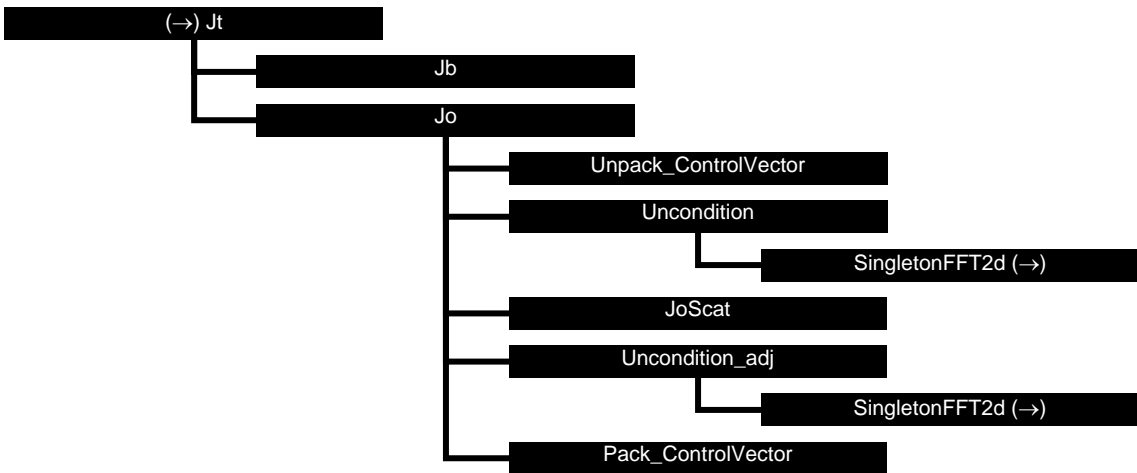 (→) Jt
Jb
Jo
Unpack_ControlVector
Uncondition
SingletonFFT2d (→)
JoScat
Uncondition_adj
SingletonFFT2d (→)
Pack_ControlVector